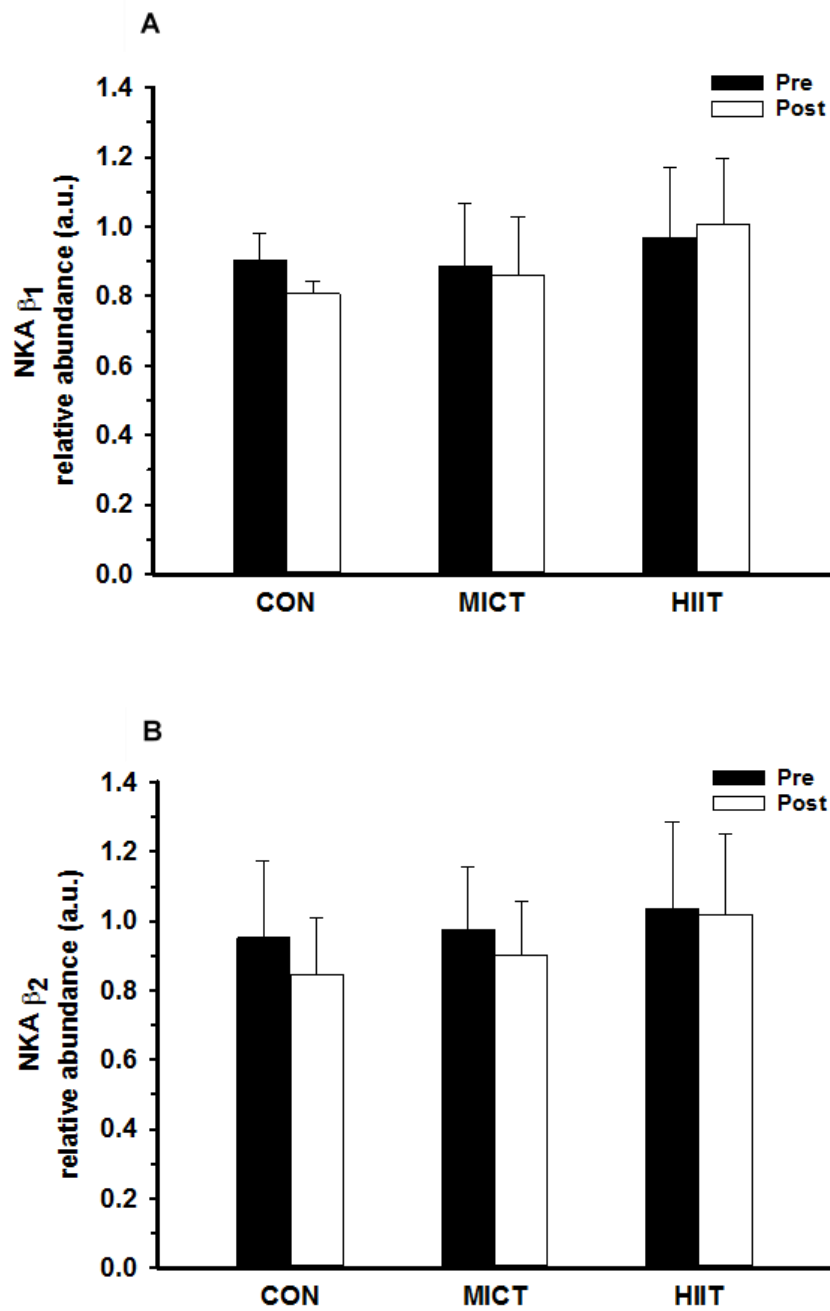 A
Pre
Post
1.4
1.2
1.0
0.8
0.6
0.4
0.2
0.0
NKA β1
relative abundance (a.u.)
CON MICT HIIT
B
Pre
Post
1.4
1.2
1.0
0.8
0.6
0.4
0.2
0.0
NKA β2
relative abundance (a.u.)
CON MICT HIIT